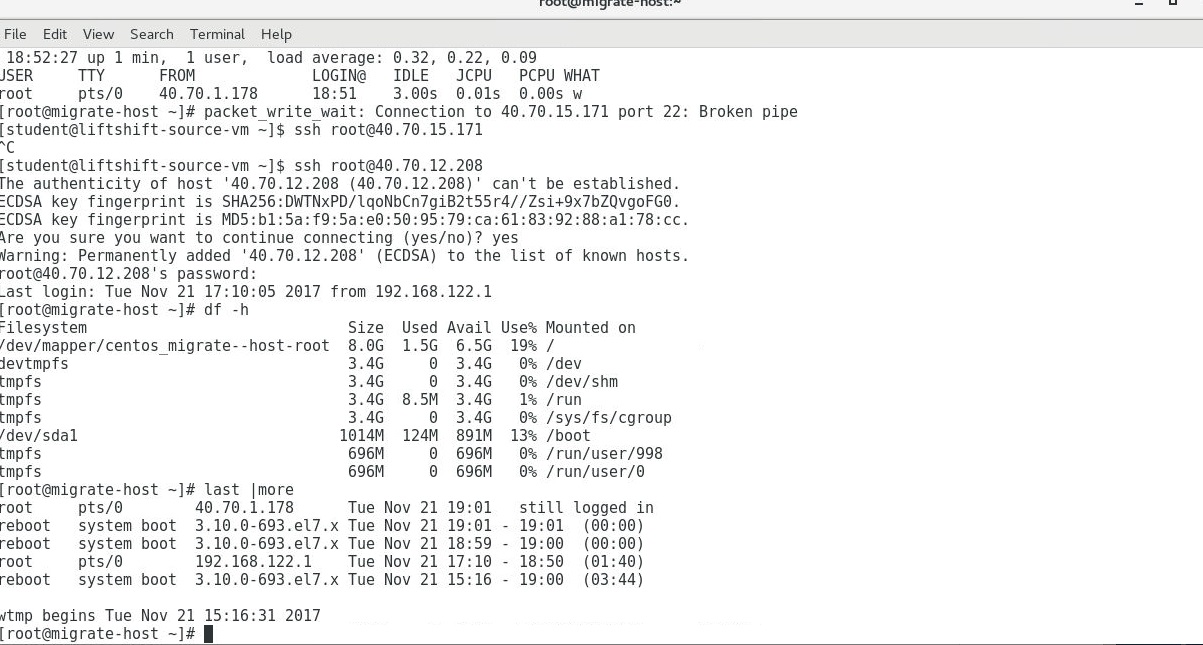 root@migrate-host:~
File Edit View Search Terminal Help
18:52:27 up 1 min, 1 user, load average: 0.32, 0.22, 0.09
USER TTY FROM LOGIN@ IDLE JCPU PCPU WHAT
root pts/0 40.70.1.178 18:51 3.00s 0.01s 0.00s w
[root@migrate-host ~]# packet_write_wait: Connection to 40.70.15.171 port 22: Broken pipe
[student@liftshift-source-vm ~]$ ssh root@40.70.15.171
^C
[student@liftshift-source-vm ~]$ ssh root@40.70.12.208
The authenticity of host '40.70.12.208 (40.70.12.208)' can't be established.
ECDSA key fingerprint is SHA256:DWTNxPD/lqoNbCn7giB2t55r4//Zsi+9x7bZQvgoFG0.
ECDSA key fingerprint is MD5:b1:5a:f9:5a:e0:50:95:79:ca:61:83:92:88:a1:78:cc.
Are you sure you want to continue connecting (yes/no)? yes
Warning: Permanently added '40.70.12.208' (ECDSA) to the list of known hosts.
root@40.70.12.208's password:
Last login: Tue Nov 21 17:10:05 2017 from 192.168.122.1
[root@migrate-host ~]# df -h
Filesystem Size Used Avail Use% Mounted on
/dev/mapper/centos_migrate--host-root 8.0G 1.5G 6.5G 19% /
devtmpfs 3.4G 0 3.4G 0% /dev
tmpfs 3.4G 0 3.4G 0% /dev/shm
tmpfs 3.4G 8.5M 3.4G 1% /run
tmpfs 3.4G 0 3.4G 0% /sys/fs/cgroup
/dev/sda1 1014M 124M 891M 13% /boot
tmpfs 696M 0 696M 0% /run/user/998
tmpfs 696M 0 696M 0% /run/user/0
[root@migrate-host ~]# last |more
root pts/0 40.70.1.178 Tue Nov 21 19:01 still logged in
reboot system boot 3.10.0-693.el7.x Tue Nov 21 19:01 - 19:01 (00:00)
reboot system boot 3.10.0-693.el7.x Tue Nov 21 18:59 - 19:00 (00:00)
root pts/0 192.168.122.1 Tue Nov 21 17:10 - 18:50 (01:40)
reboot system boot 3.10.0-693.el7.x Tue Nov 21 15:16 - 19:00 (03:44)
wtmp begins Tue Nov 21 15:16:31 2017
[root@migrate-host ~]#